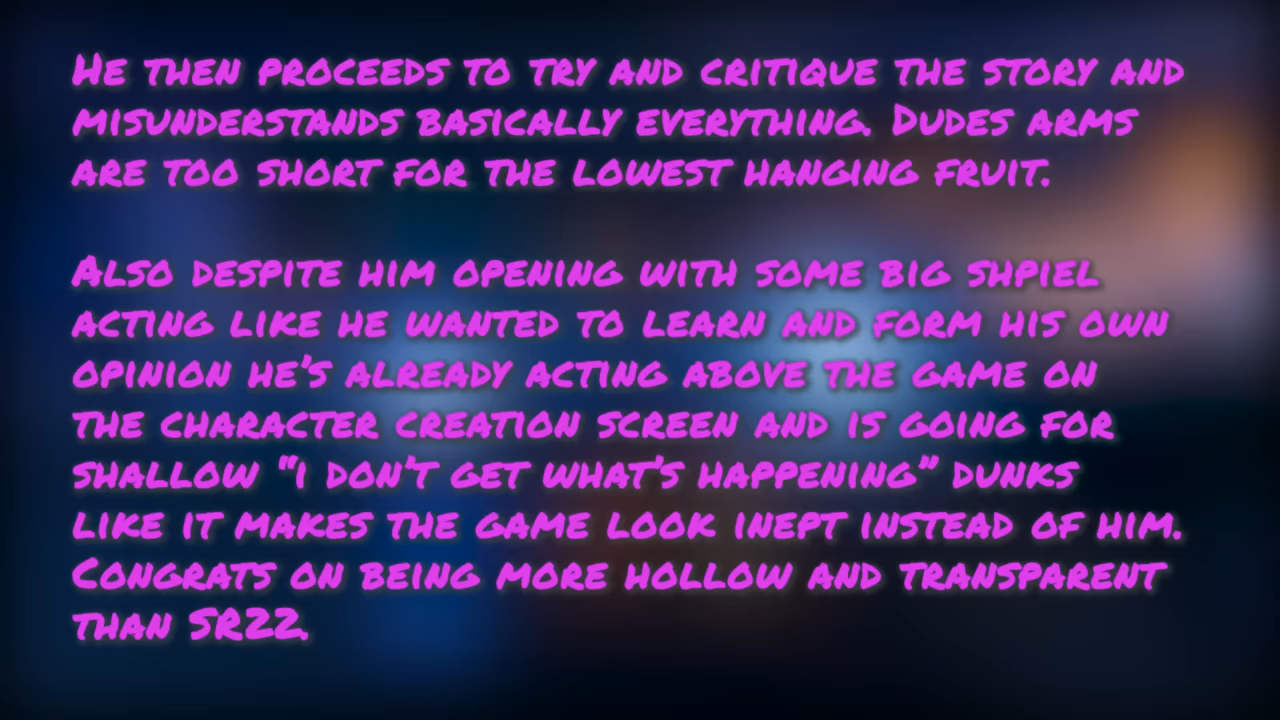 He then proceeds to try and critique the story and
misunderstands basically everything. Dudes arms
are too short for the lowest hanging fruit.
Also despite him opening with some big shpiel
acting like he wanted to learn and form his own
opinion he's already acting above the game on
the character creation screen and is going for
shallow "i don't get what's happening" dunks
like it makes the game look inept instead of him.
Congrats on being more hollow and transparent
than SR22.